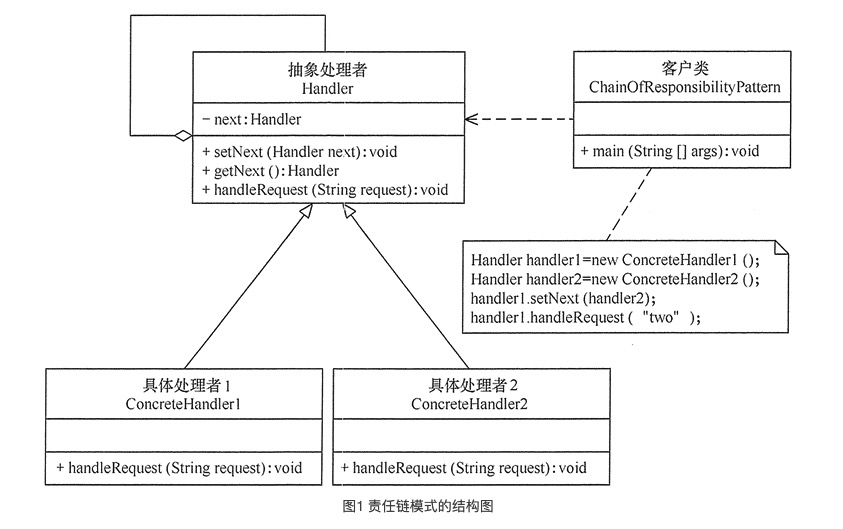 抽象处理者
Handler
- next:Handler
+ setNext (Handler next):void
+ getNext ():Handler
+ handleRequest (String request):void
客户类
ChainOfResponsibilityPattern
+ main (String [] args):void
Handler handler1=new ConcreteHandler1 ();
Handler handler2=new ConcreteHandler2 ();
handler1.setNext (handler2);
handler1.handleRequest ( "two" );
具体处理者1
ConcreteHandler1
+ handleRequest (String request):void
具体处理者2
ConcreteHandler2
+ handleRequest (String request):void
图1 责任链模式的结构图